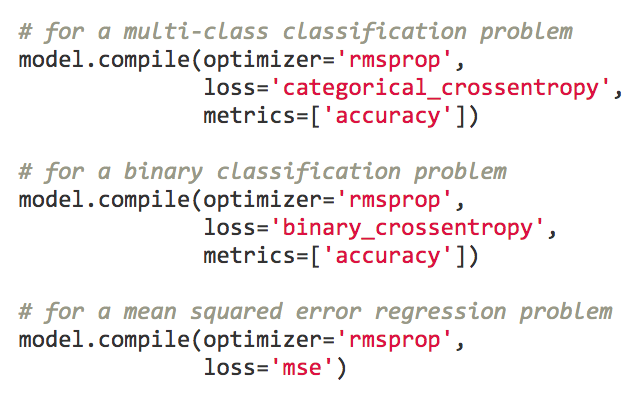 # for a multi-class classification problem
model.compile(optimizer='rmsprop',
              loss='categorical_crossentropy',
              metrics=['accuracy'])
# for a binary classification problem
model.compile(optimizer='rmsprop',
              loss='binary_crossentropy',
              metrics=['accuracy'])
# for a mean squared error regression problem
model.compile(optimizer='rmsprop',
              loss='mse')